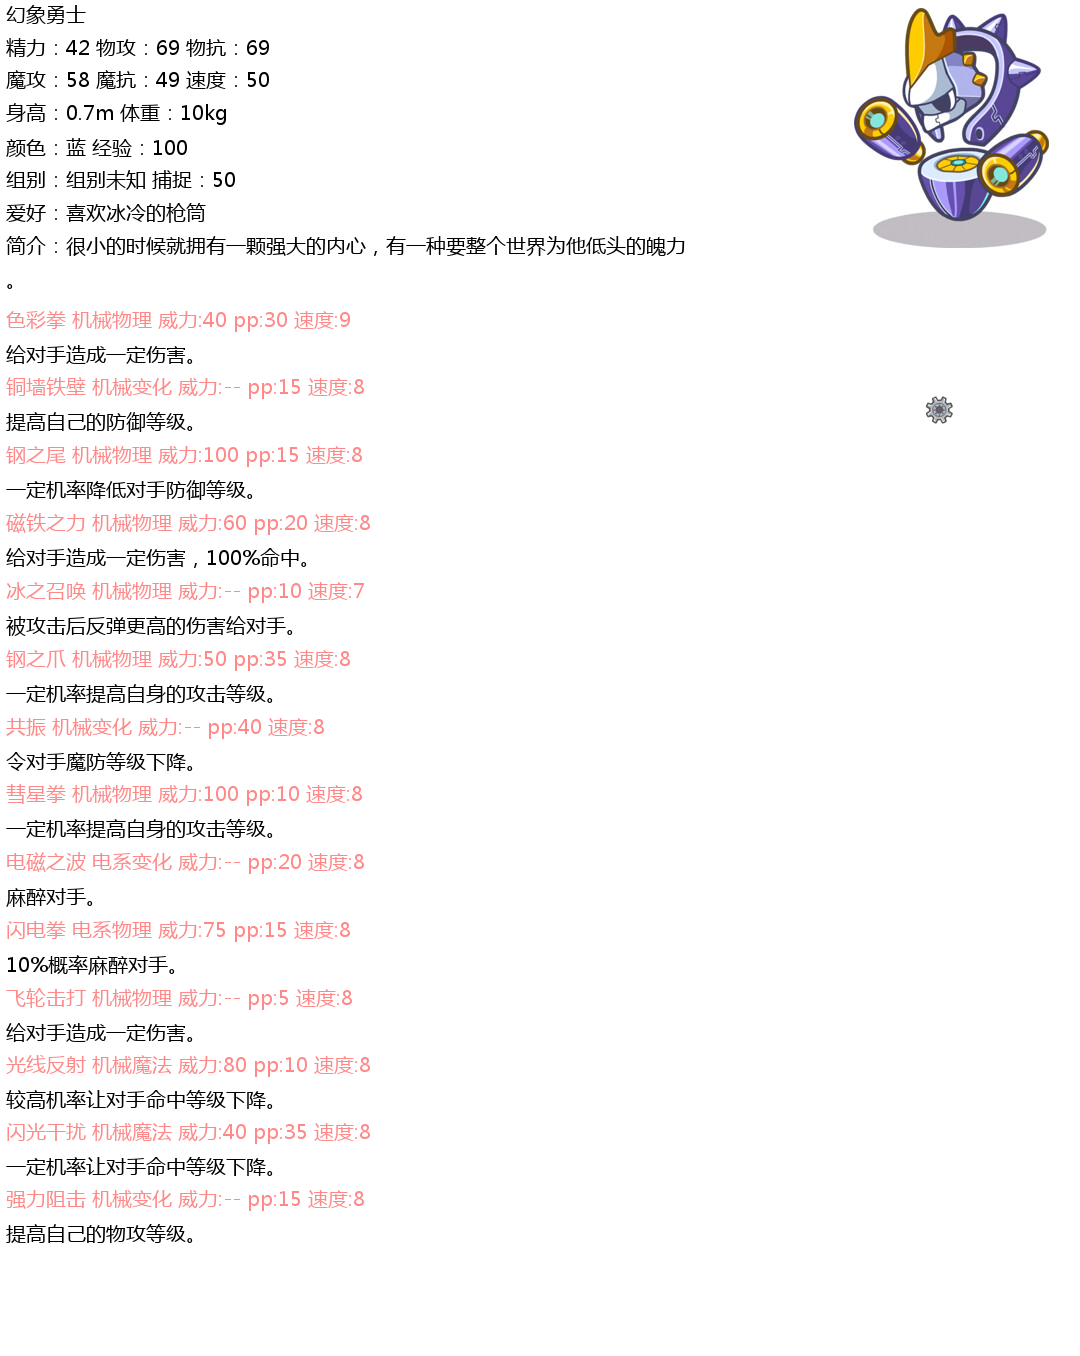 幻象勇士
精力：42 物攻：69 物抗：69
魔攻：58 魔抗：49 速度：50
身高：0.7m 体重：10kg
颜色：蓝 经验：100
组别：组别未知 捕捉：50
爱好：喜欢冰冷的枪筒
简介：很小的时候就拥有一颗强大的内心，有一种要整个世界为他低头的魄力
。
色彩拳 机械物理 威力:40 pp:30 速度:9
给对手造成一定伤害。
铜墙铁壁 机械变化 威力:-- pp:15 速度:8
提高自己的防御等级。
钢之尾 机械物理 威力:100 pp:15 速度:8
一定机率降低对手防御等级。
磁铁之力 机械物理 威力:60 pp:20 速度:8
给对手造成一定伤害，100%命中。
冰之召唤 机械物理 威力:-- pp:10 速度:7
被攻击后反弹更高的伤害给对手。
钢之爪 机械物理 威力:50 pp:35 速度:8
一定机率提高自身的攻击等级。
共振 机械变化 威力:-- pp:40 速度:8
令对手魔防等级下降。
彗星拳 机械物理 威力:100 pp:10 速度:8
一定机率提高自身的攻击等级。
电磁之波 电系变化 威力:-- pp:20 速度:8
麻醉对手。
闪电拳 电系物理 威力:75 pp:15 速度:8
10%概率麻醉对手。
飞轮击打 机械物理 威力:-- pp:5 速度:8
给对手造成一定伤害。
光线反射 机械魔法 威力:80 pp:10 速度:8
较高机率让对手命中等级下降。
闪光干扰 机械魔法 威力:40 pp:35 速度:8
一定机率让对手命中等级下降。
强力阻击 机械变化 威力:-- pp:15 速度:8
提高自己的物攻等级。